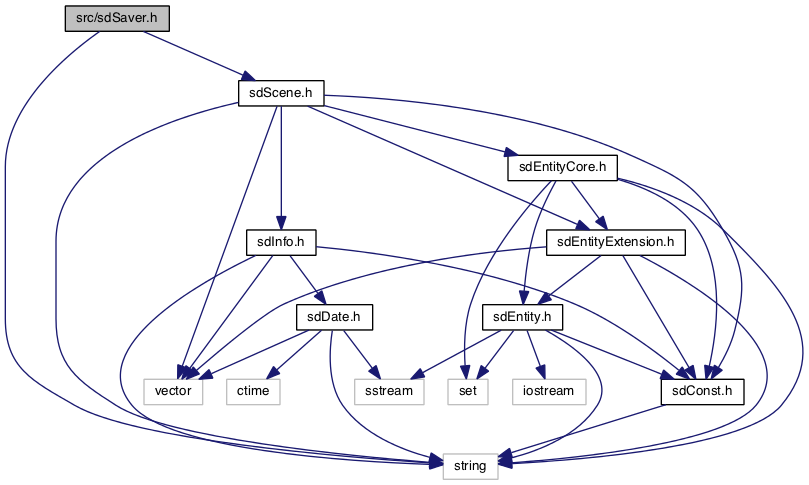 src/sdSaver.h
sdScene.h
sdEntityCore.h
sdInfo.h
sdEntityExtension.h
sdDate.h
sdEntity.h
vector
ctime
sstream
set
iostream
sdConst.h
string